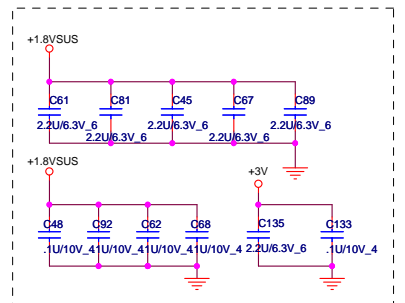 +1.8VSUS
C61 C81 C45 C67 C89
2.2U/6.3V_6 2.2U/6.3V_6 2.2U/6.3V_6 2.2U/6.3V_6 2.2U/6.3V_6
+1.8VSUS +3V
C48 C92 C62 C68 C135 C133
.1U/10V_4 .1U/10V_4 .1U/10V_4 .1U/10V_4 2.2U/6.3V_6 .1U/10V_4